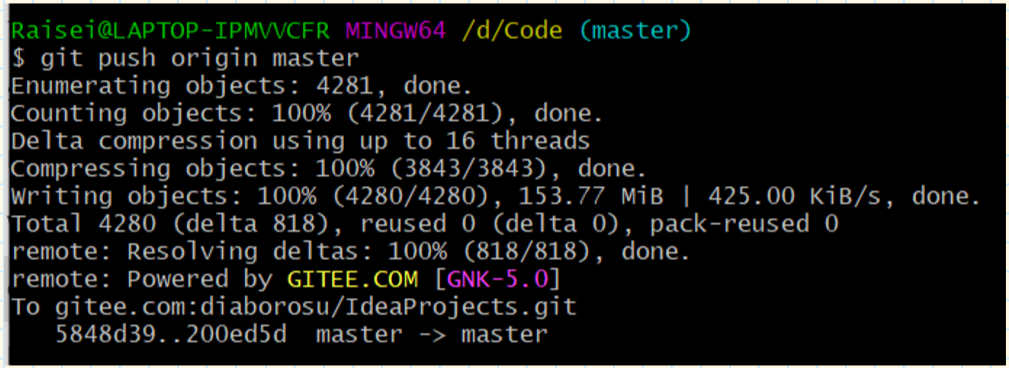 Raisei@LAPTOP-IPMVVCFR MINGW64 /d/Code (master)
$ git push origin master
Enumerating objects: 4281, done.
Counting objects: 100% (4281/4281), done.
Delta compression using up to 16 threads
Compressing objects: 100% (3843/3843), done.
Writing objects: 100% (4280/4280), 153.77 MiB | 425.00 KiB/s, done.
Total 4280 (delta 818), reused 0 (delta 0), pack-reused 0
remote: Resolving deltas: 100% (818/818), done.
remote: Powered by GITEE.COM [GNK-5.0]
To gitee.com:diaborosu/IdeaProjects.git
   5848d39..200ed5d  master -> master